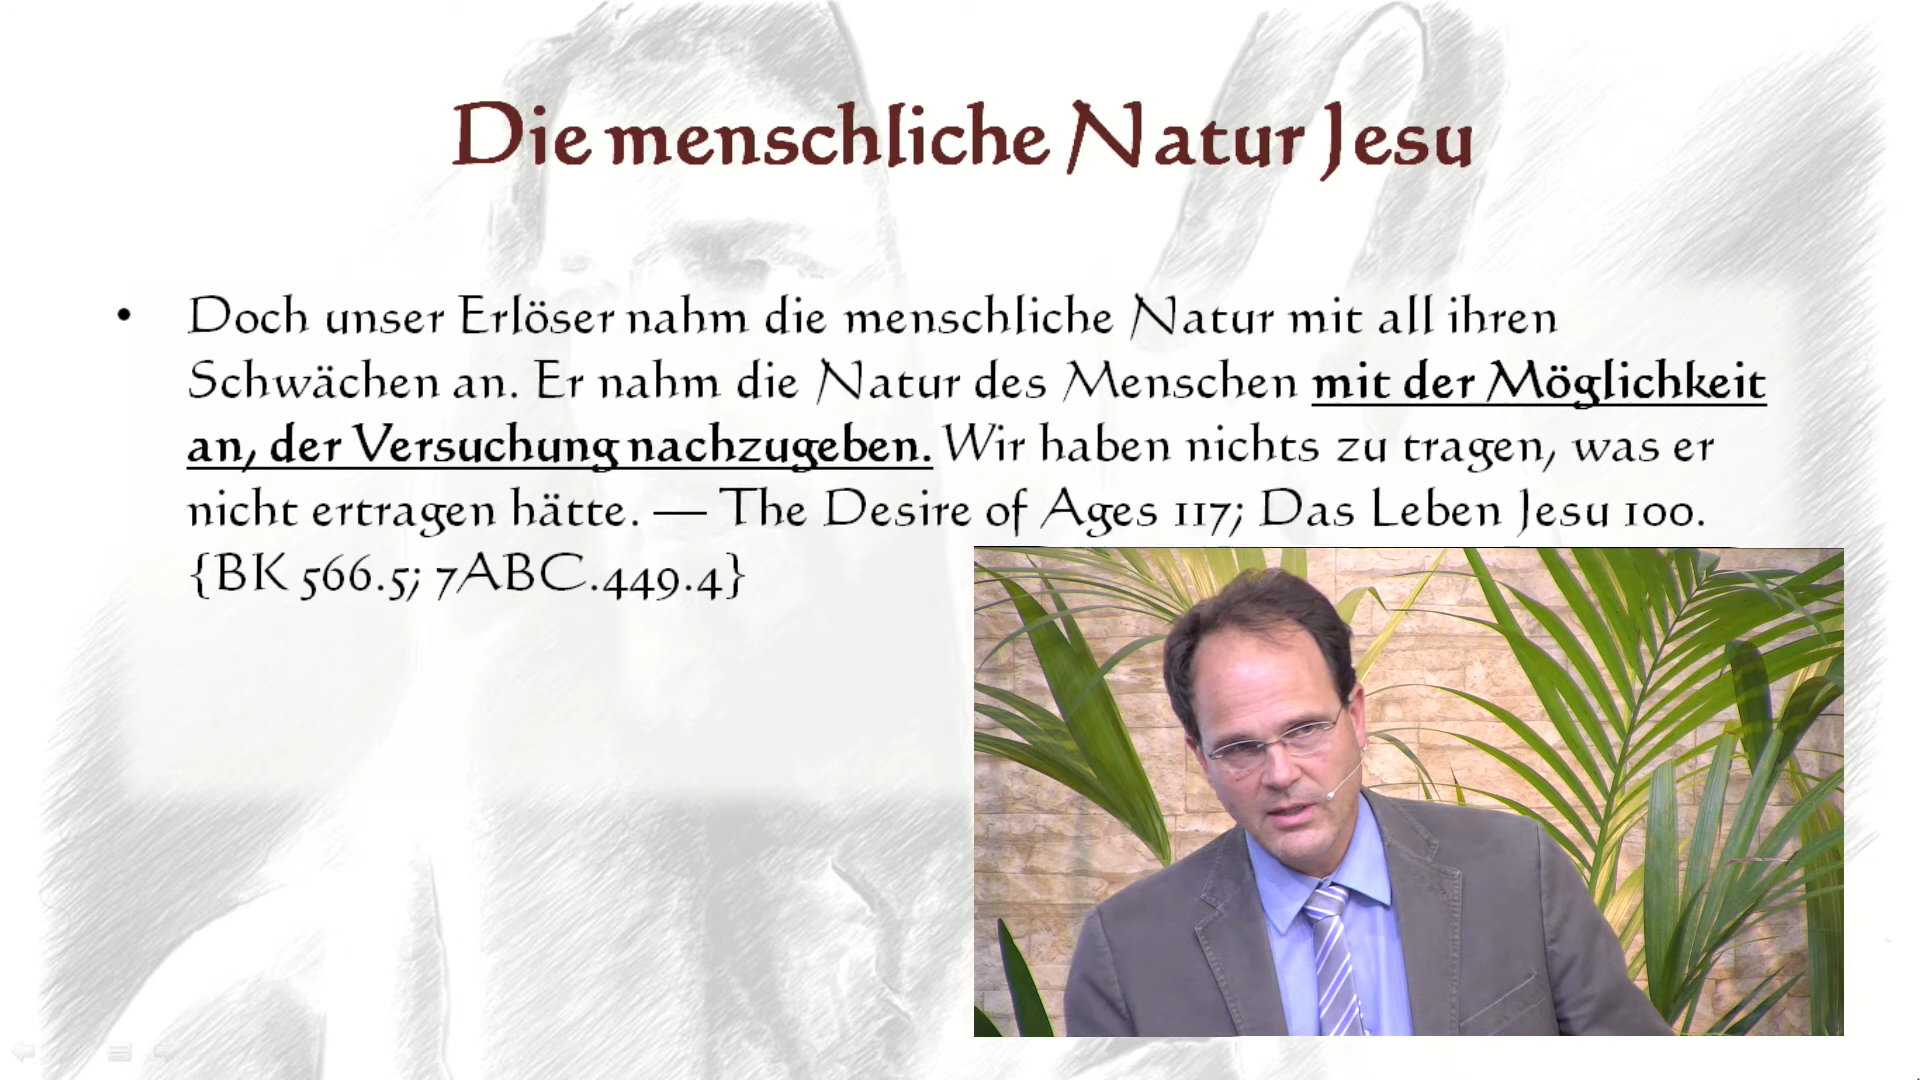 Die menschliche Natur Jesu
• Doch unser Erlöser nahm die menschliche Natur mit all ihren
Schwächen an. Er nahm die Natur des Menschen mit der Möglichkeit
an, der Versuchung nachzugeben. Wir haben nichts zu tragen, was er
nicht ertragen hätte. — The Desire of Ages 117; Das Leben Jesu 100.
{BK 566.5; 7ABC.449.4}